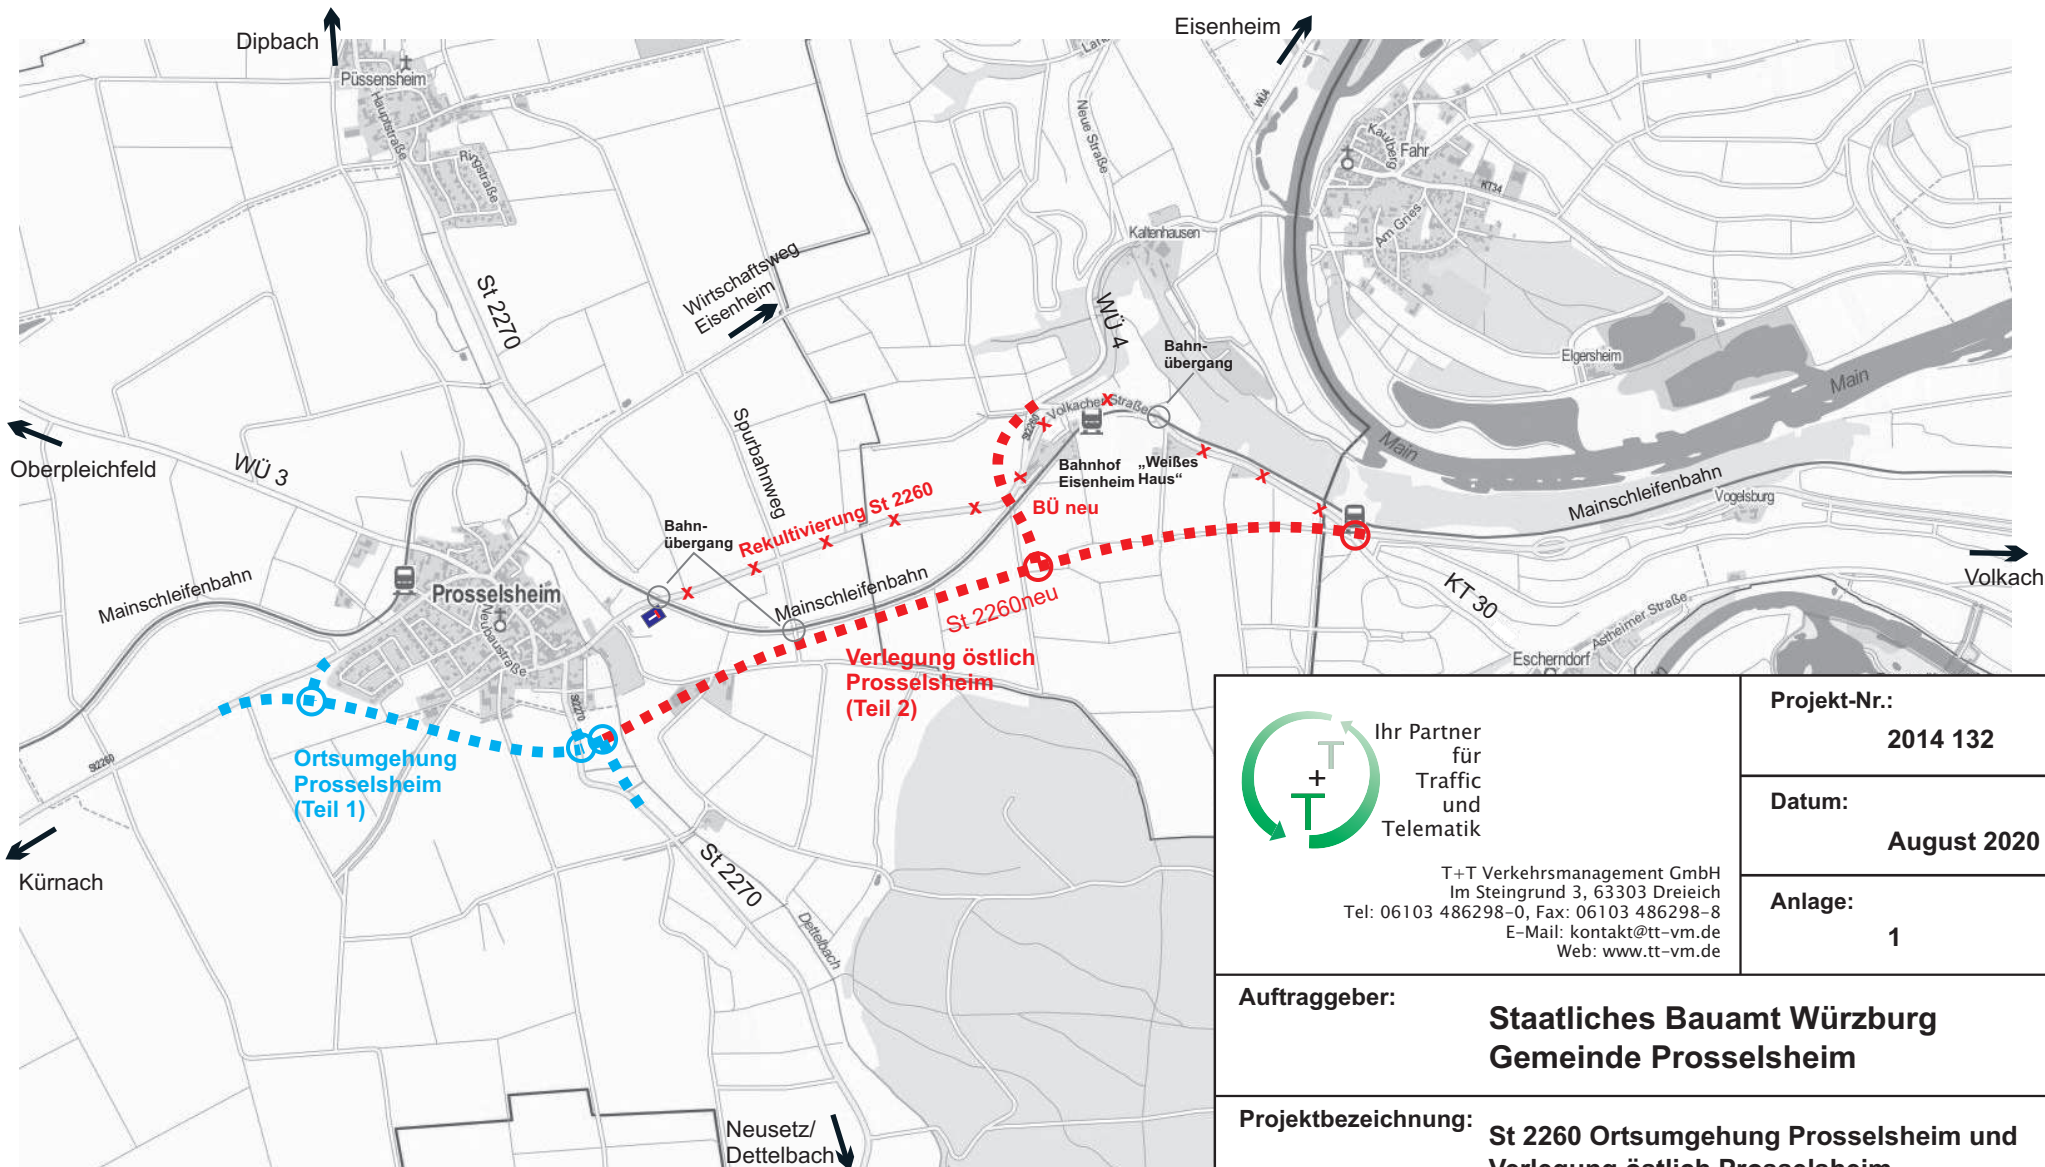 Dipbach
Eisenheim
Püssensheim
Hauptstraße
Ringstraße
St 2270
Neue Straße
WÜ4
Kaulberg
Fahr
KT34
Am Gries
Kaltenhausen
Wirtschaftsweg
Eisenheim
WÜ 4
Bahn-
übergang
Elgersheim
Main
Oberpleichfeld
WÜ 3
Spurbahnweg
St2260
Volkacher Straße
Bahnhof
Eisenheim
„Weißes
Haus“
Main
Mainschleifenbahn
Vogelsburg
Volkach
Bahn-
übergang
Rekultivierung St 2260
BÜ neu
Mainschleifenbahn
Prosselsheim
Neubaustraße
Mainschleifenbahn
St 2260neu
KT 30
Astheimer Straße
Escherndorf
Verlegung östlich
Prosselsheim
(Teil 2)
St2270
St2260
Ortsumgehung
Prosselsheim
(Teil 1)
Kürnach
St 2270
Dettelbach
Neusetz/
Dettelbach
T+T
Ihr Partner
für
Traffic
und
Telematik
T+T Verkehrsmanagement GmbH
Im Steingrund 3, 63303 Dreieich
Tel: 06103 486298-0, Fax: 06103 486298-8
E-Mail: kontakt@tt-vm.de
Web: www.tt-vm.de
Projekt-Nr.:
2014 132
Datum:
August 2020
Anlage:
1
Auftraggeber:
Staatliches Bauamt Würzburg
Gemeinde Prosselsheim
Projektbezeichnung:
St 2260 Ortsumgehung Prosselsheim und
Verlegung östlich Prosselsheim